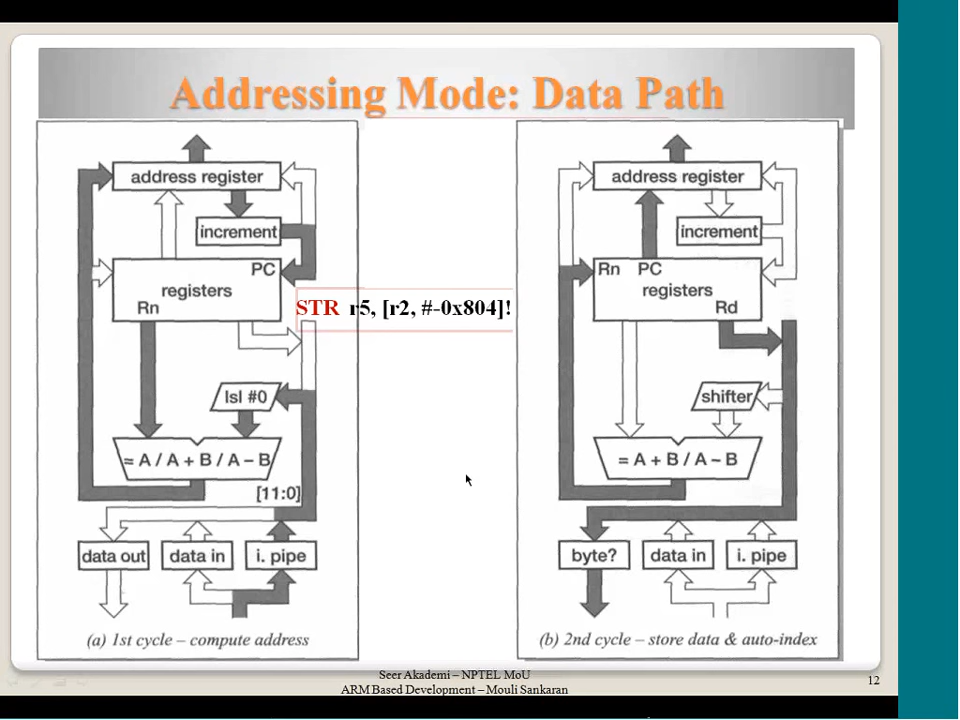 Addressing Mode: Data Path
address register
increment
PC
registers
Rn
lsl #0
= A / A + B / A – B
[11:0]
data out
data in
i. pipe
(a) 1st cycle – compute address
STR r5, [r2, #-0x804]!
address register
increment
Rn PC
registers
Rd
shifter
= A + B / A – B
byte?
data in
i. pipe
(b) 2nd cycle – store data & auto-index
Seer Akademi – NPTEL MoU
ARM Based Development – Mouli Sankaran
12